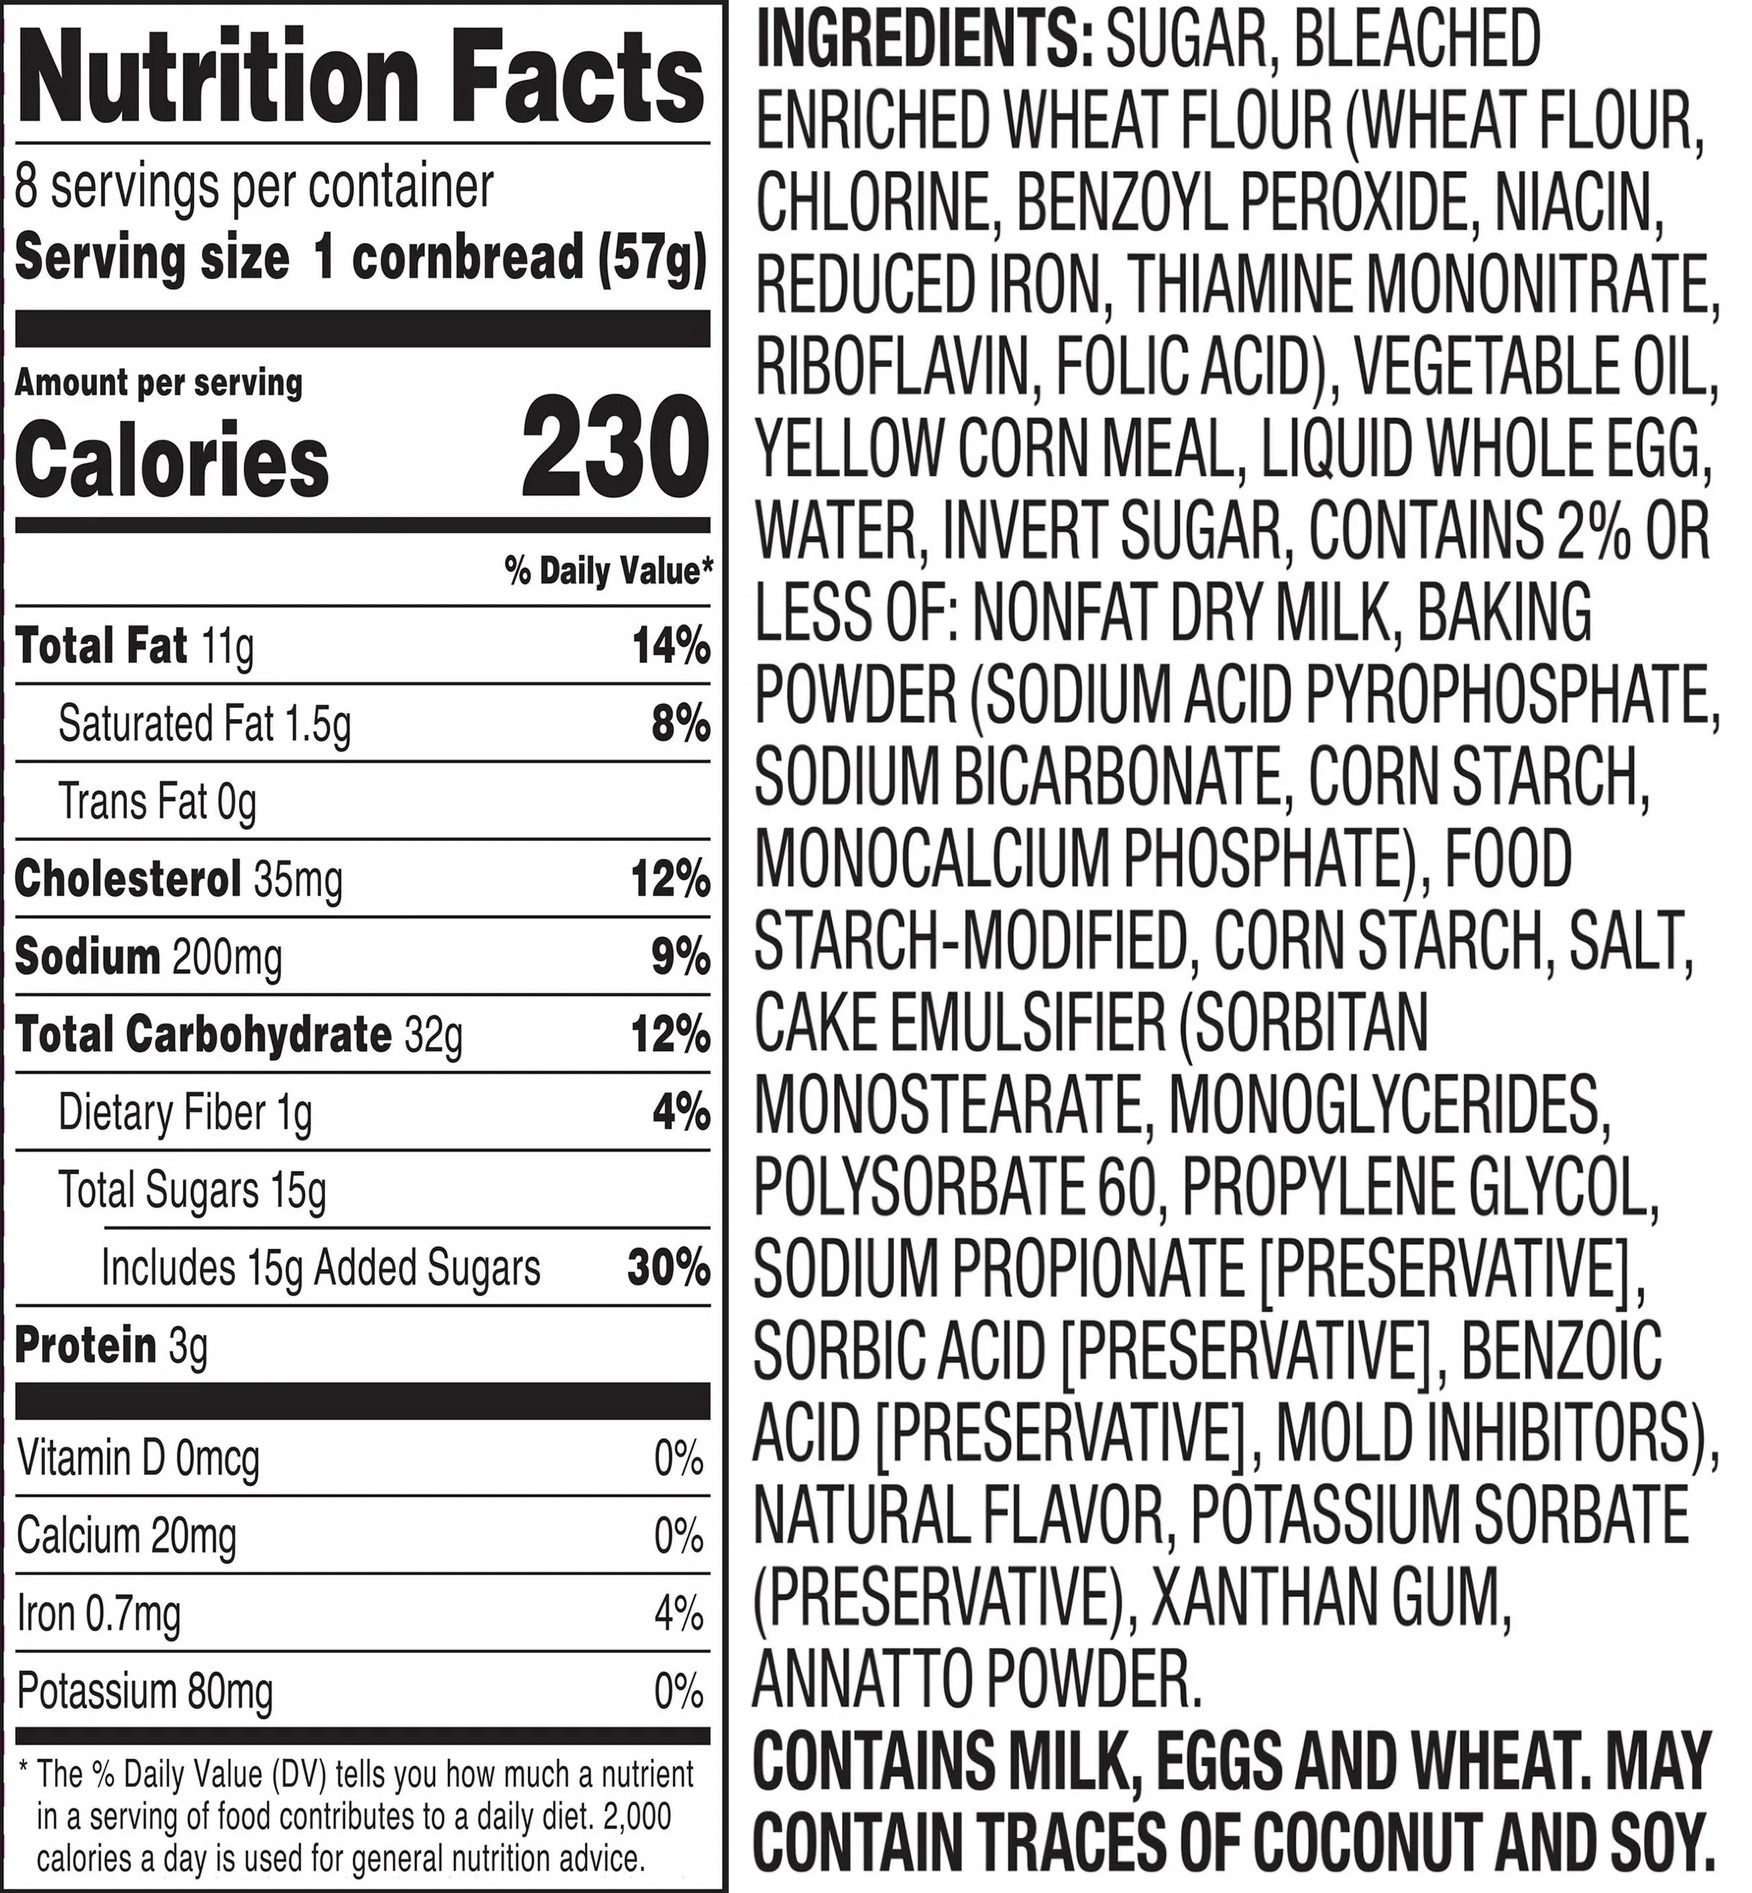 Nutrition Facts
8 servings per container
Serving size 1 cornbread (57g)
Amount per serving
Calories 230
% Daily Value*
Total Fat 11g 14%
Saturated Fat 1.5g 8%
Trans Fat 0g
Cholesterol 35mg 12%
Sodium 200mg 9%
Total Carbohydrate 32g 12%
Dietary Fiber 1g 4%
Total Sugars 15g
Includes 15g Added Sugars 30%
Protein 3g
Vitamin D 0mcg 0%
Calcium 20mg 0%
Iron 0.7mg 4%
Potassium 80mg 0%
* The % Daily Value (DV) tells you how much a nutrient
in a serving of food contributes to a daily diet. 2,000
calories a day is used for general nutrition advice.
INGREDIENTS: SUGAR, BLEACHED
ENRICHED WHEAT FLOUR (WHEAT FLOUR,
CHLORINE, BENZOYL PEROXIDE, NIACIN,
REDUCED IRON, THIAMINE MONONITRATE,
RIBOFLAVIN, FOLIC ACID), VEGETABLE OIL,
YELLOW CORN MEAL, LIQUID WHOLE EGG,
WATER, INVERT SUGAR, CONTAINS 2% OR
LESS OF: NONFAT DRY MILK, BAKING
POWDER (SODIUM ACID PYROPHOSPHATE,
SODIUM BICARBONATE, CORN STARCH,
MONOCALCIUM PHOSPHATE), FOOD
STARCH-MODIFIED, CORN STARCH, SALT,
CAKE EMULSIFIER (SORBITAN
MONOSTEARATE, MONOGLYCERIDES,
POLYSORBATE 60, PROPYLENE GLYCOL,
SODIUM PROPIONATE [PRESERVATIVE],
SORBIC ACID [PRESERVATIVE], BENZOIC
ACID [PRESERVATIVE], MOLD INHIBITORS),
NATURAL FLAVOR, POTASSIUM SORBATE
(PRESERVATIVE), XANTHAN GUM,
ANNATTO POWDER.
CONTAINS MILK, EGGS AND WHEAT. MAY
CONTAIN TRACES OF COCONUT AND SOY.